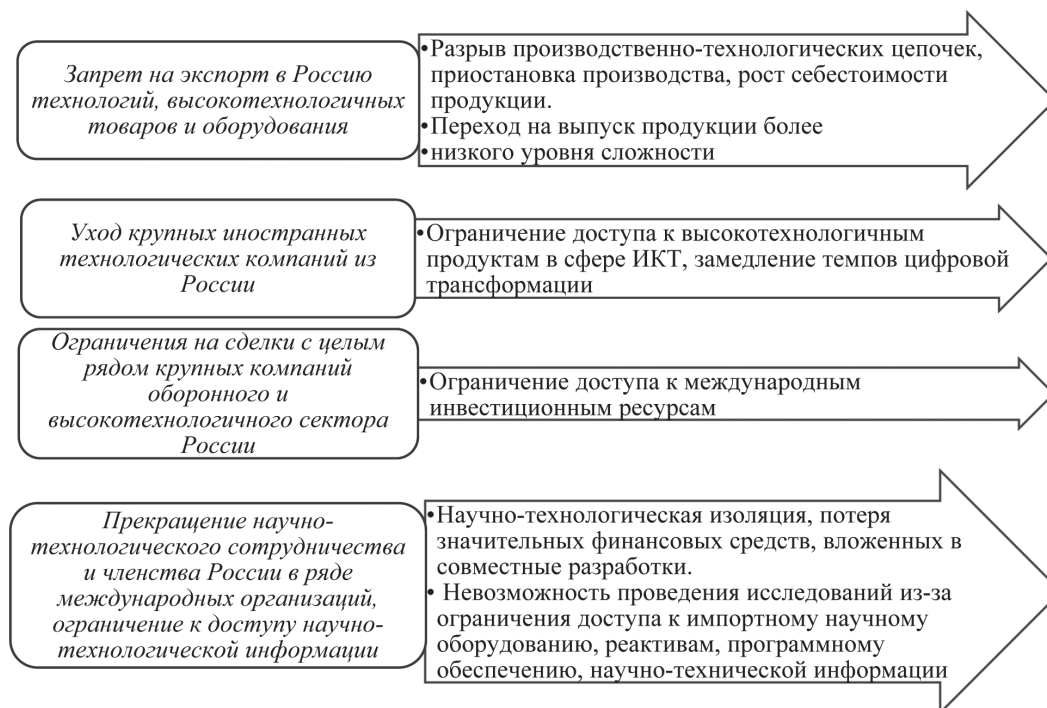 Запрет на экспорт в Россию
технологий, высокотехнологичных
товаров и оборудования
•Разрыв производственно-технологических цепочек,
приостановка производства, рост себестоимости
продукции.
•Переход на выпуск продукции более
•низкого уровня сложности
Уход крупных иностранных
технологических компаний из
России
•Ограничение доступа к высокотехнологичным
продуктам в сфере ИКТ, замедление темпов цифровой
трансформации
Ограничения на сделки с целым
рядом крупных компаний
оборонного и
высокотехнологичного сектора
России
•Ограничение доступа к международным
инвестиционным ресурсам
Прекращение научно-
технологического сотрудничества
и членства России в ряде
международных организаций,
ограничение к доступу научно-
технологической информации
•Научно-технологическая изоляция, потеря
значительных финансовых средств, вложенных в
совместные разработки.
• Невозможность проведения исследований из-за
ограничения доступа к импортному научному
оборудованию, реактивам, программному
обеспечению, научно-технической информации